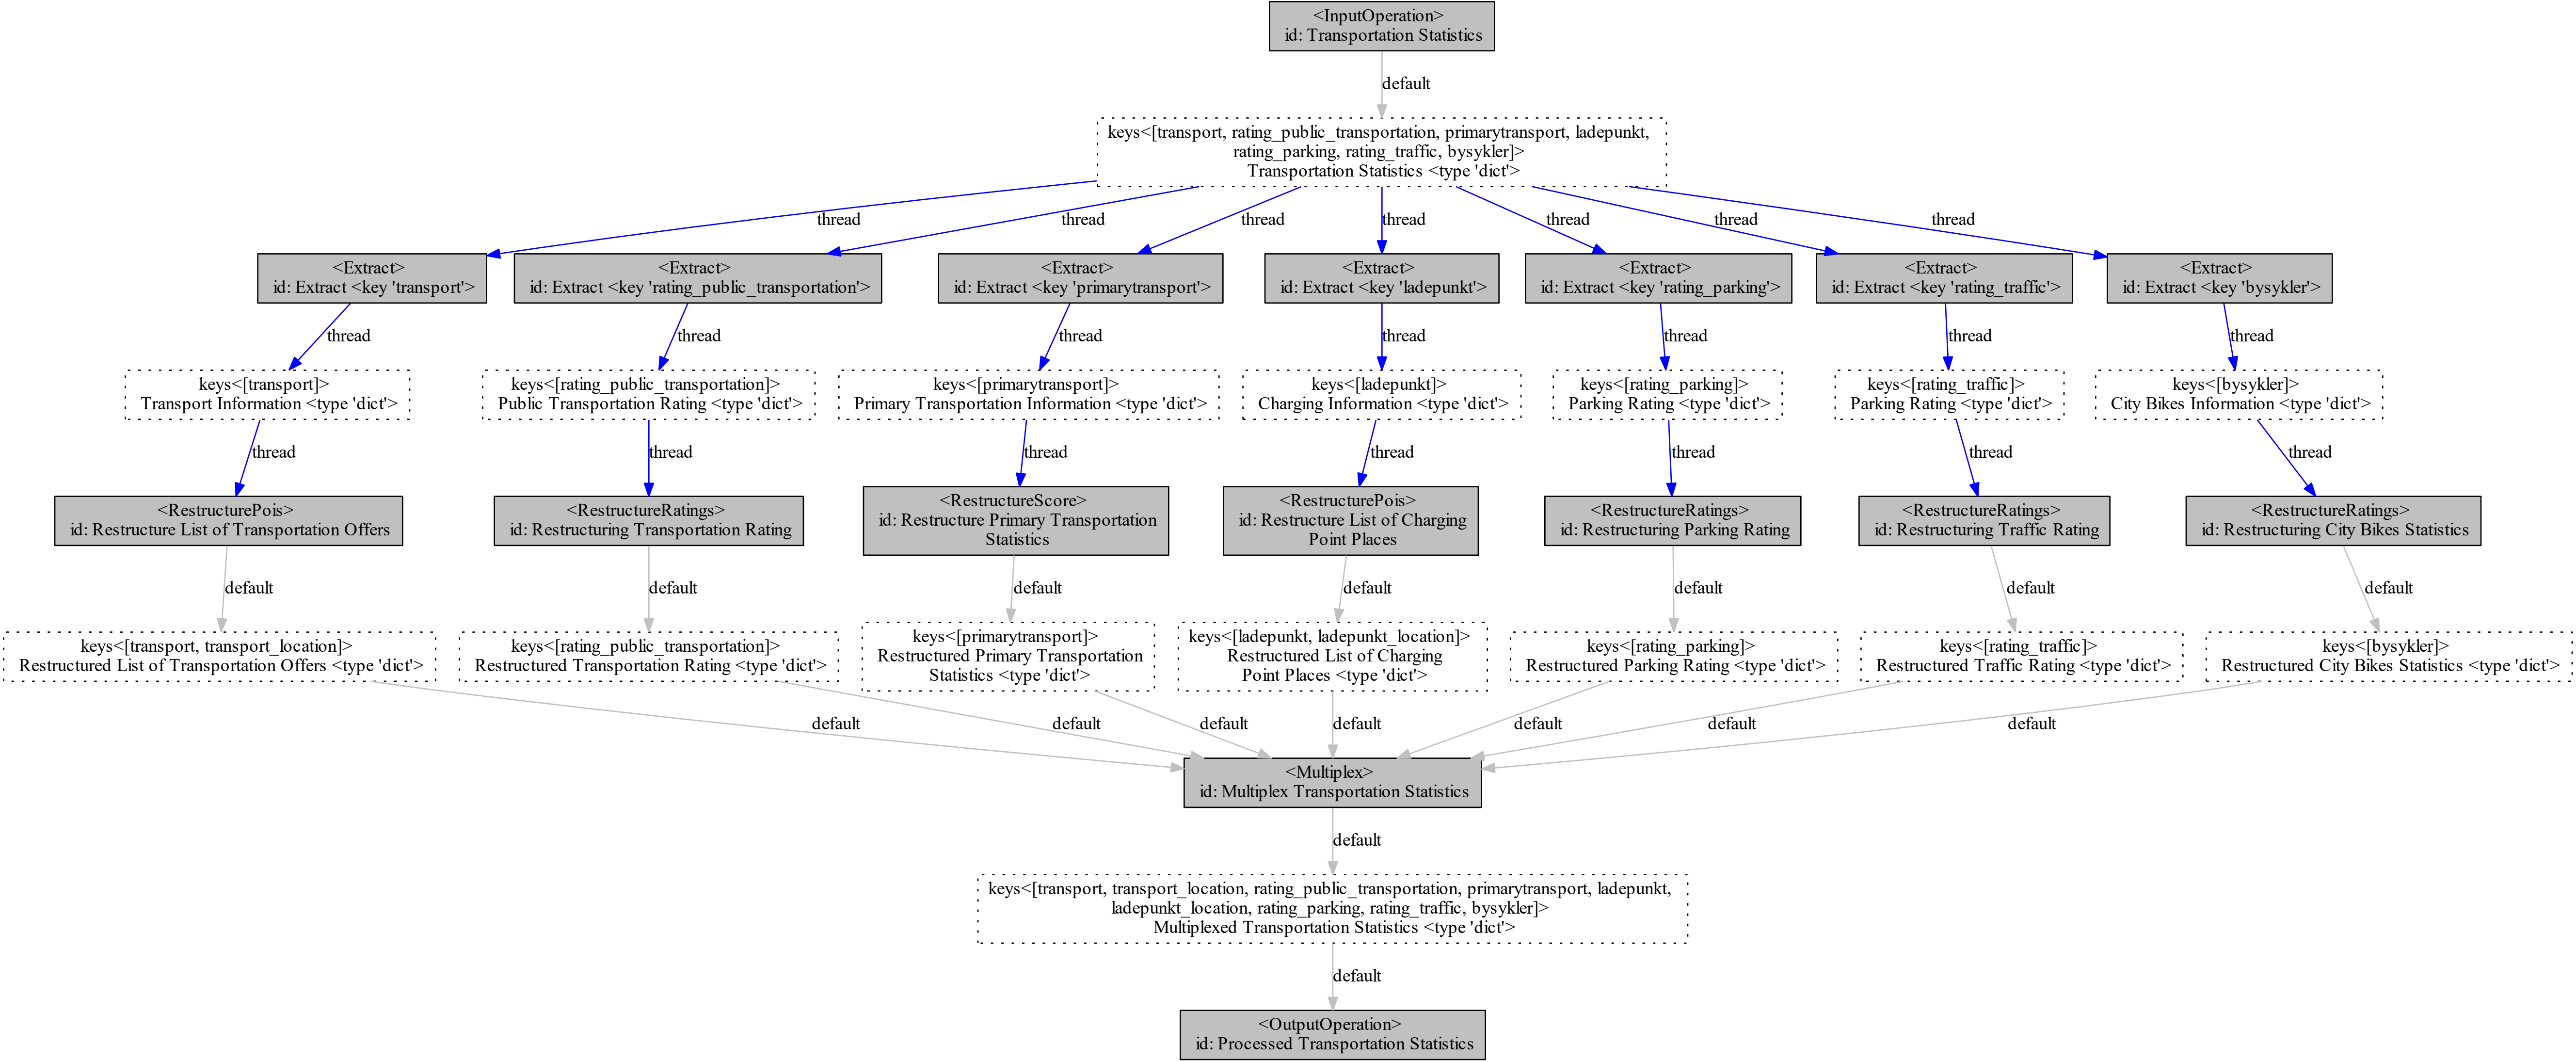 <InputOperation>
id: Transportation Statistics
default
keys<[transport, rating_public_transportation, primarytransport, ladepunkt,
rating_parking, rating_traffic, bysykler]>
Transportation Statistics <type 'dict'>
thread
thread
thread
thread
thread
thread
thread
<Extract>
id: Extract <key 'transport'>
<Extract>
id: Extract <key 'rating_public_transportation'>
<Extract>
id: Extract <key 'primarytransport'>
<Extract>
id: Extract <key 'ladepunkt'>
<Extract>
id: Extract <key 'rating_parking'>
<Extract>
id: Extract <key 'rating_traffic'>
<Extract>
id: Extract <key 'bysykler'>
thread
thread
thread
thread
thread
thread
thread
keys<[transport]>
Transport Information <type 'dict'>
keys<[rating_public_transportation]>
Public Transportation Rating <type 'dict'>
keys<[primarytransport]>
Primary Transportation Information <type 'dict'>
keys<[ladepunkt]>
Charging Information <type 'dict'>
keys<[rating_parking]>
Parking Rating <type 'dict'>
keys<[rating_traffic]>
Parking Rating <type 'dict'>
keys<[bysykler]>
City Bikes Information <type 'dict'>
thread
thread
thread
thread
thread
thread
thread
<RestructurePois>
id: Restructure List of Transportation Offers
<RestructureRatings>
id: Restructuring Transportation Rating
<RestructureScore>
id: Restructure Primary Transportation
Statistics
<RestructurePois>
id: Restructure List of Charging
Point Places
<RestructureRatings>
id: Restructuring Parking Rating
<RestructureRatings>
id: Restructuring Traffic Rating
<RestructureRatings>
id: Restructuring City Bikes Statistics
default
default
default
default
default
default
default
keys<[transport, transport_location]>
Restructured List of Transportation Offers <type 'dict'>
keys<[rating_public_transportation]>
Restructured Transportation Rating <type 'dict'>
keys<[primarytransport]>
Restructured Primary Transportation
Statistics <type 'dict'>
keys<[ladepunkt, ladepunkt_location]>
Restructured List of Charging
Point Places <type 'dict'>
keys<[rating_parking]>
Restructured Parking Rating <type 'dict'>
keys<[rating_traffic]>
Restructured Traffic Rating <type 'dict'>
keys<[bysykler]>
Restructured City Bikes Statistics <type 'dict'>
default
default
default
default
default
default
default
<Multiplex>
id: Multiplex Transportation Statistics
default
keys<[transport, transport_location, rating_public_transportation, primarytransport, ladepunkt,
ladepunkt_location, rating_parking, rating_traffic, bysykler]>
Multiplexed Transportation Statistics <type 'dict'>
default
<OutputOperation>
id: Processed Transportation Statistics